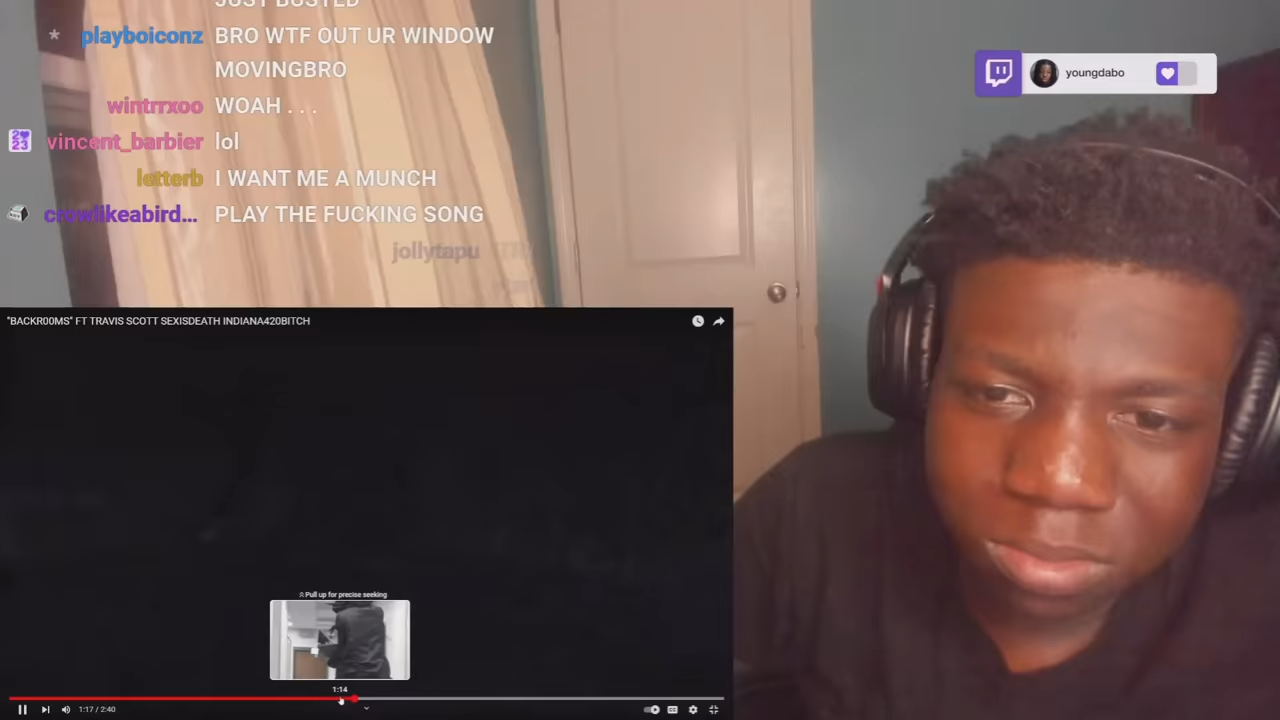 JUST BUSTED
playboiconz BRO WTF OUT UR WINDOW
MOVINGBRO
wintrrxoo WOAH . . .
vincent_barbier lol
letterb I WANT ME A MUNCH
crowlikeabird... PLAY THE FUCKING SONG
jollytapu
youngdabo
"BACKR00MS" FT TRAVIS SCOTT SEXISDEATH INDIANA420BITCH
Pull up for precise seeking
1:14
1:17 / 2:40